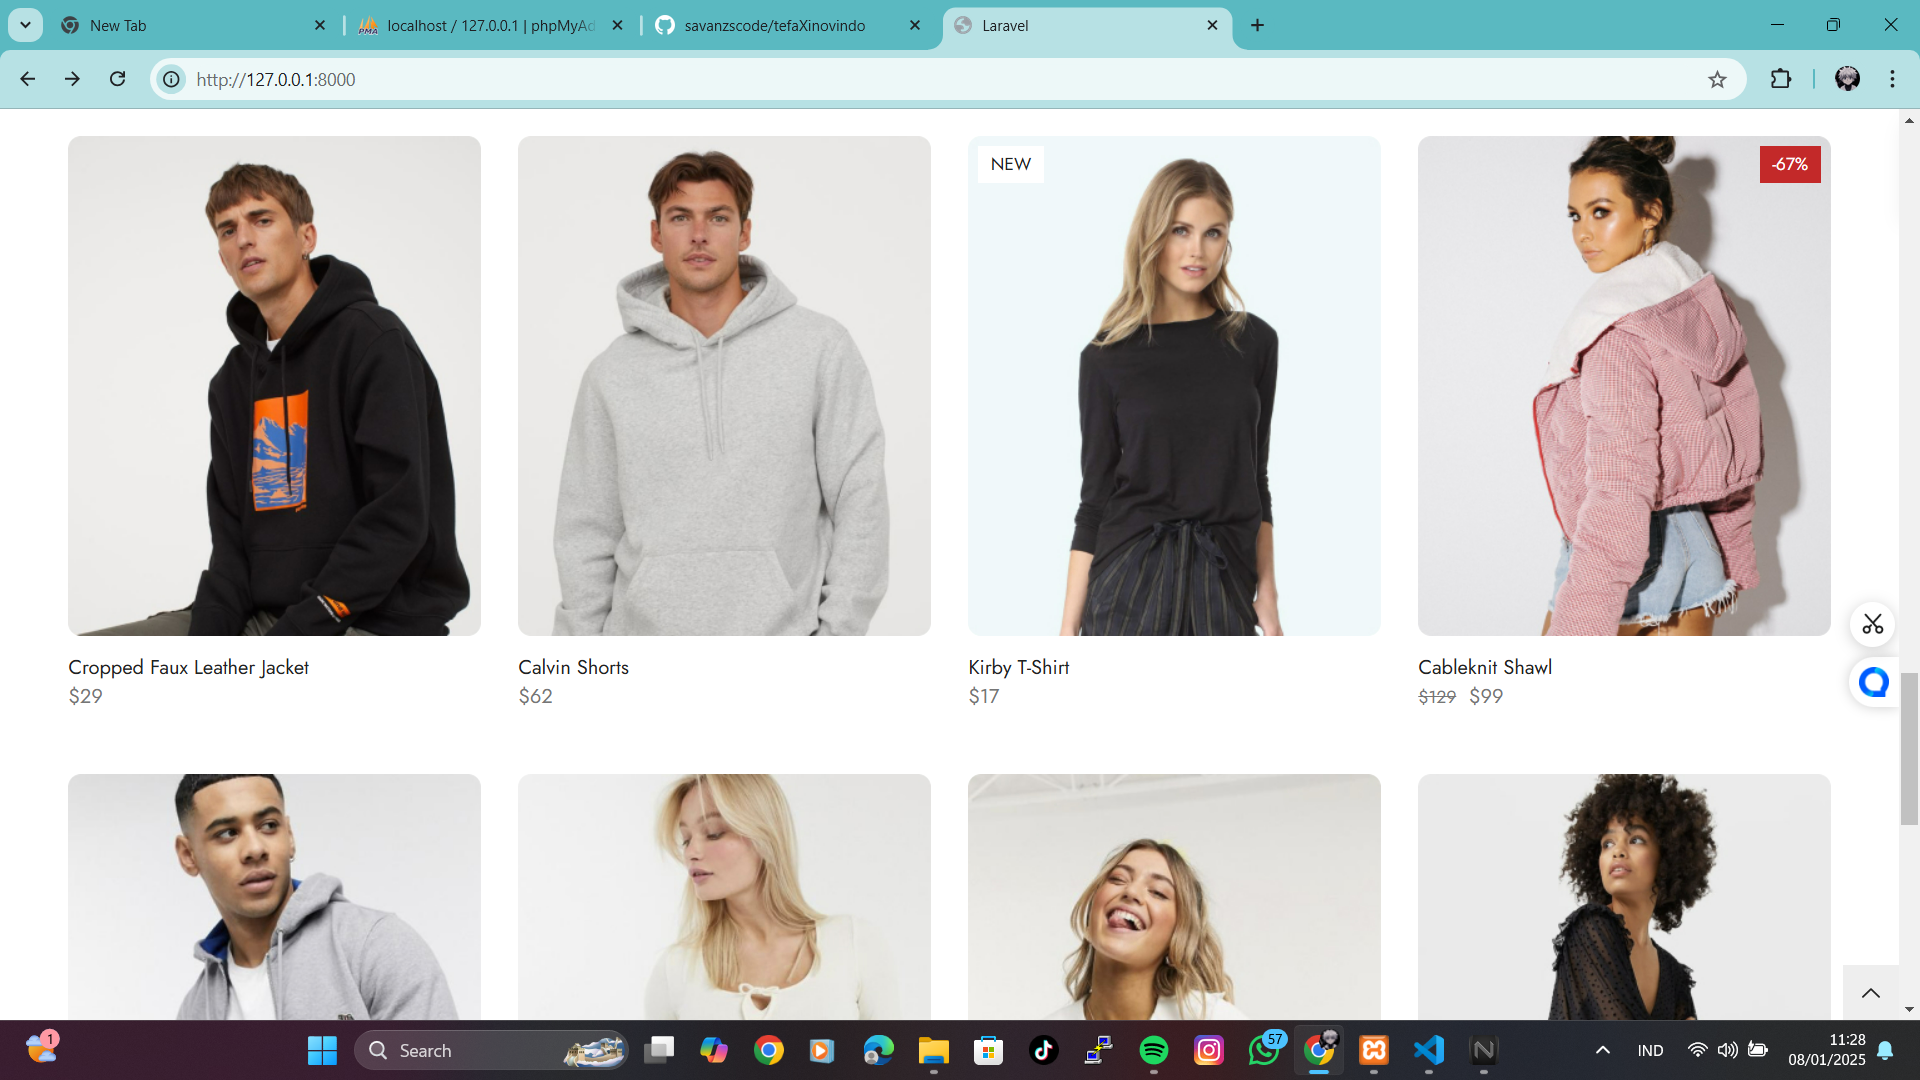 New Tab
localhost / 127.0.0.1 | phpMyAd
savanzscode/tefaXinovindo
Laravel
http://127.0.0.1:8000
NEW
-67%
Cropped Faux Leather Jacket
$29
Calvin Shorts
$62
Kirby T-Shirt
$17
Cableknit Shawl
$129 $99
1
Search
57
IND
11:28
08/01/2025